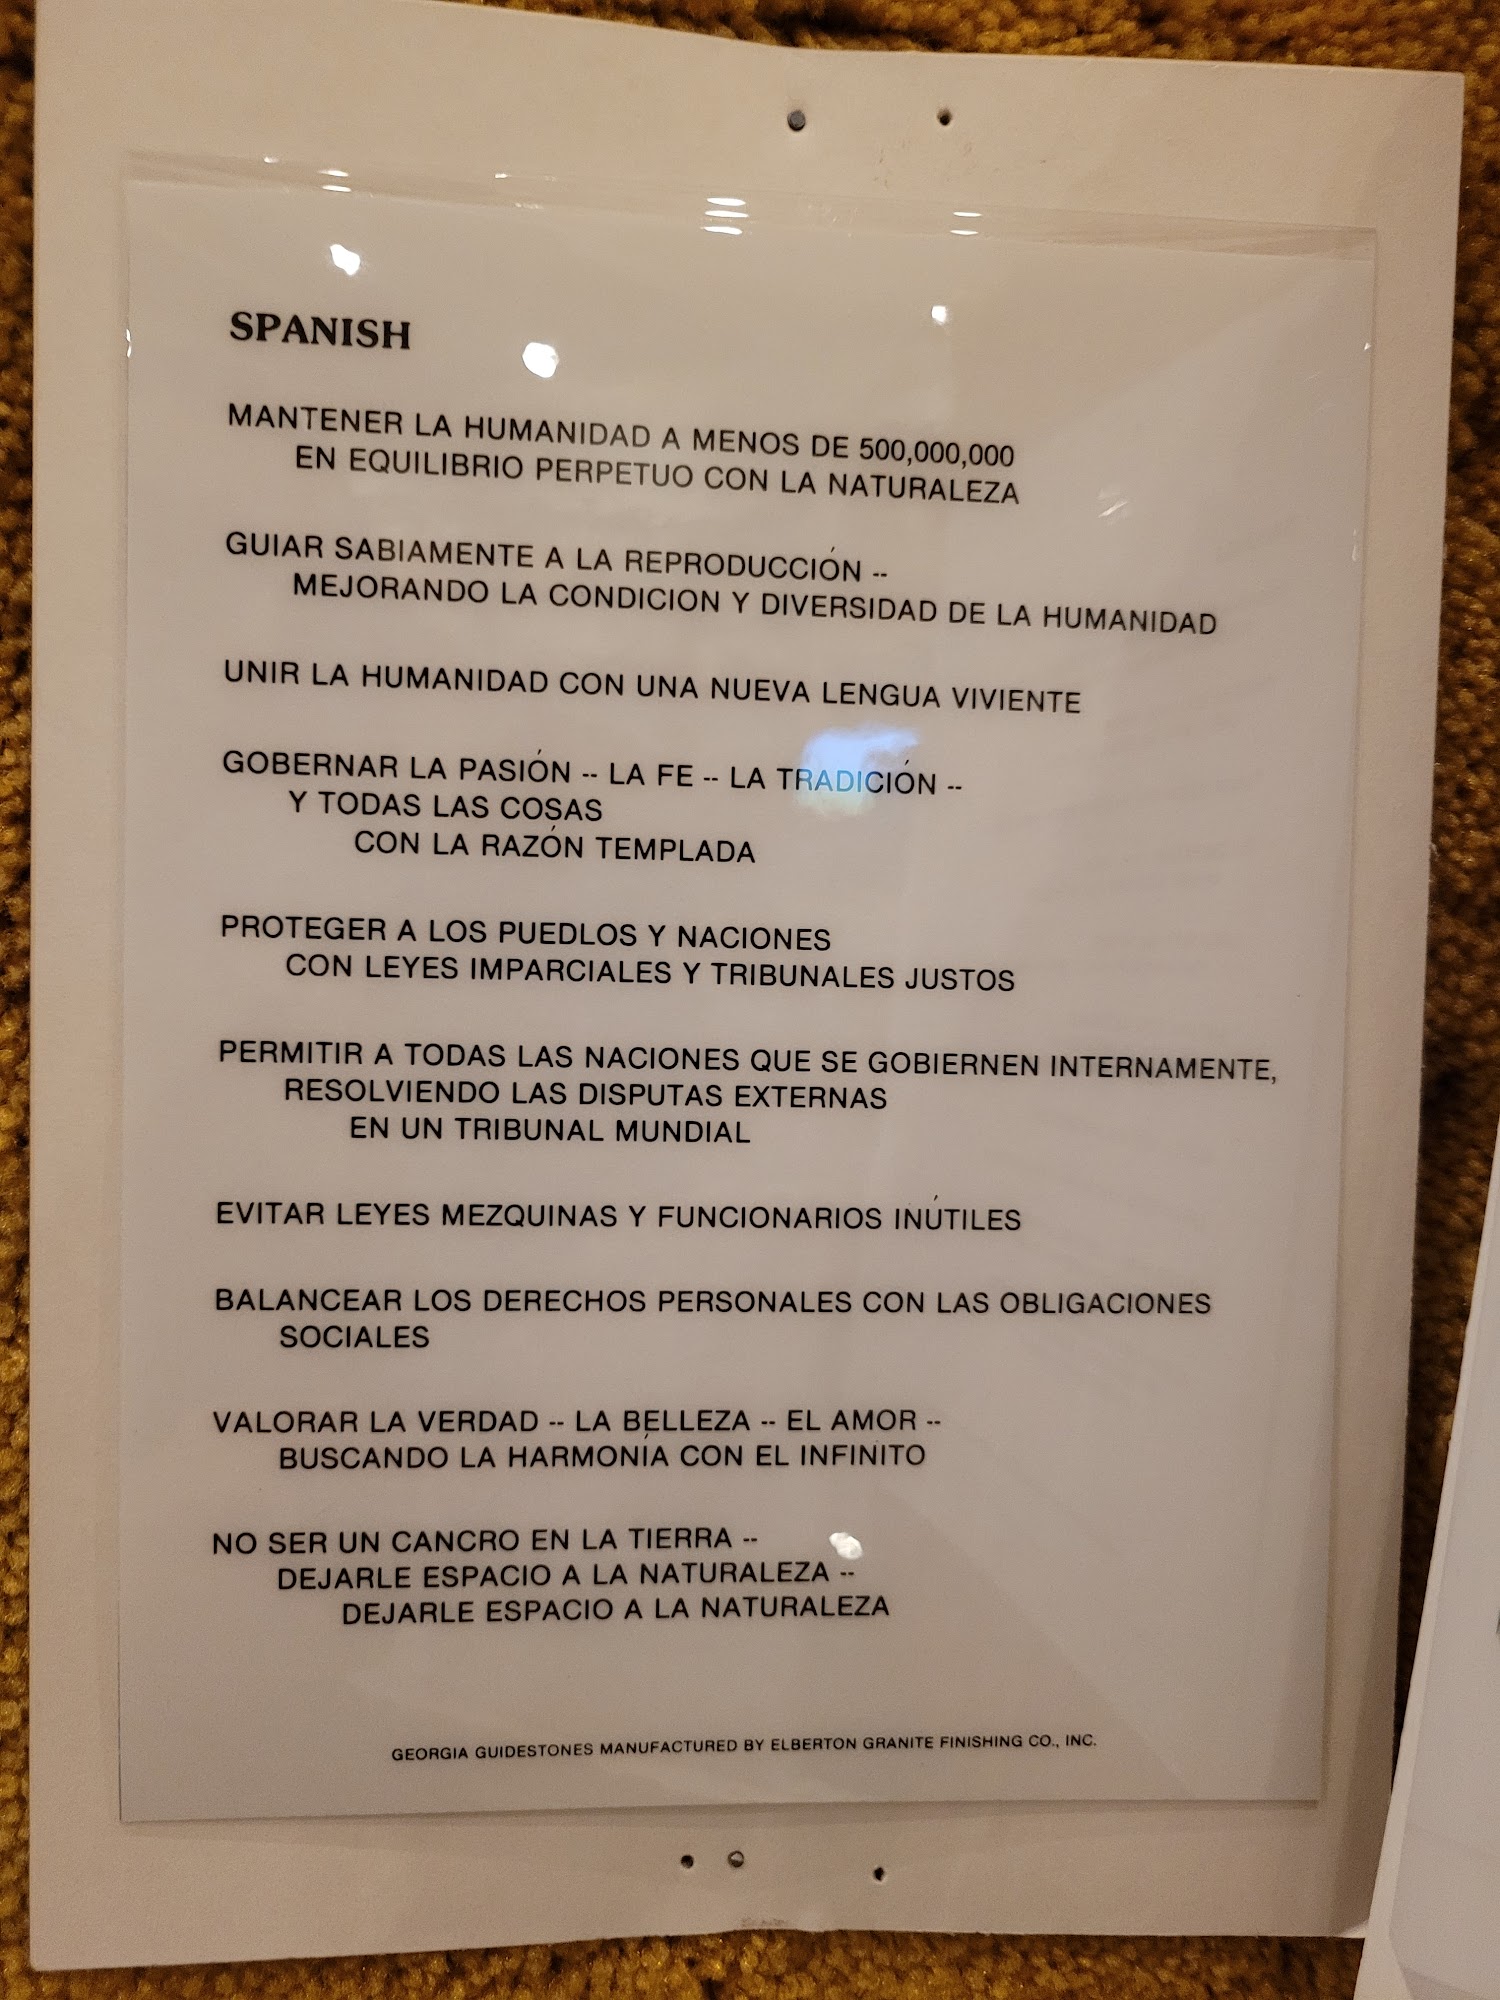 SPANISH
MANTENER LA HUMANIDAD A MENOS DE 500,000,000
EN EQUILIBRIO PERPETUO CON LA NATURALEZA
GUIAR SABIAMENTE A LA REPRODUCCIÓN --
MEJORANDO LA CONDICION Y DIVERSIDAD DE LA HUMANIDAD
UNIR LA HUMANIDAD CON UNA NUEVA LENGUA VIVIENTE
GOBERNAR LA PASIÓN -- LA FE -- LA TRADICIÓN --
Y TODAS LAS COSAS
CON LA RAZÓN TEMPLADA
PROTEGER A LOS PUEDLOS Y NACIONES
CON LEYES IMPARCIALES Y TRIBUNALES JUSTOS
PERMITIR A TODAS LAS NACIONES QUE SE GOBIERNEN INTERNAMENTE,
RESOLVIENDO LAS DISPUTAS EXTERNAS
EN UN TRIBUNAL MUNDIAL
EVITAR LEYES MEZQUINAS Y FUNCIONARIOS INÚTILES
BALANCEAR LOS DERECHOS PERSONALES CON LAS OBLIGACIONES
SOCIALES
VALORAR LA VERDAD -- LA BELLEZA -- EL AMOR --
BUSCANDO LA HARMONÍA CON EL INFINITO
NO SER UN CANCRO EN LA TIERRA --
DEJARLE ESPACIO A LA NATURALEZA --
DEJARLE ESPACIO A LA NATURALEZA
GEORGIA GUIDESTONES MANUFACTURED BY ELBERTON GRANITE FINISHING CO., INC.